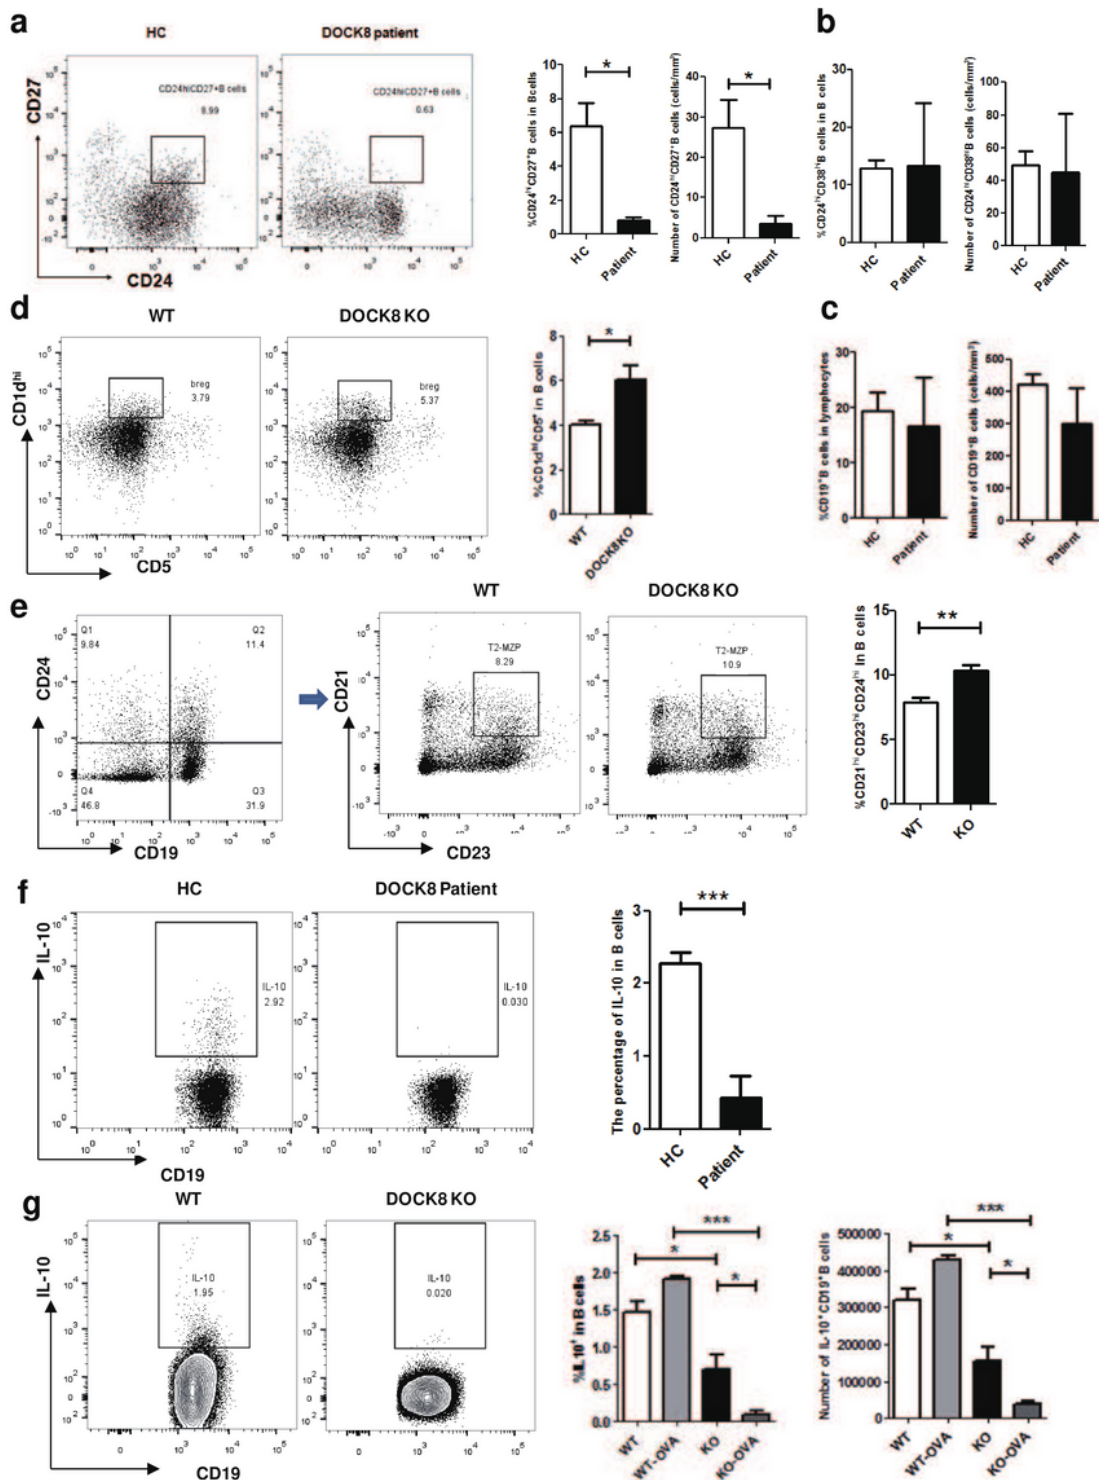 a
b
HC
DOCK8 patient
CD27
CD24hiCD27+B cells
8.99
CD24hiCD27+B cells
0.63
CD24
%CD24hiCD27+B cells in Bcells
HC
Patient
*
Number of CD24hiCD27+B cells (cells/mm³)
HC
Patient
*
%CD24hiCD38hiB cells in B cells
HC
Patient
Number of CD24hiCD38hiB cells (cells/mm³)
HC
Patient
d
WT
DOCK8 KO
CD1dhi
breg
3.79
breg
5.37
CD5
%CD1dhiCD5+ in B cells
*
WT
DOCK8KO
c
%CD19+B cells in lymphocytes
HC
Patient
Number of CD19+B cells (cells/mm³)
HC
Patient
e
CD24
Q1
9.84
Q2
11.4
Q4
46.8
Q3
31.9
CD19
WT
DOCK8 KO
CD21
T2-MZP
8.29
T2-MZP
10.9
CD23
%CD21hiCD23hiCD24hi In B cells
**
WT
KO
f
HC
DOCK8 Patient
IL-10
IL-10
2.92
IL-10
0.030
CD19
The percentage of IL-10 in B cells
***
HC
Patient
g
WT
DOCK8 KO
IL-10
IL-10
1.95
IL-10
0.020
CD19
%IL10+ in B cells
***
*
*
WT
WT-OVA
KO
KO-OVA
Number of IL-10+CD19+B cells
***
*
*
WT
WT-OVA
KO
KO-OVA